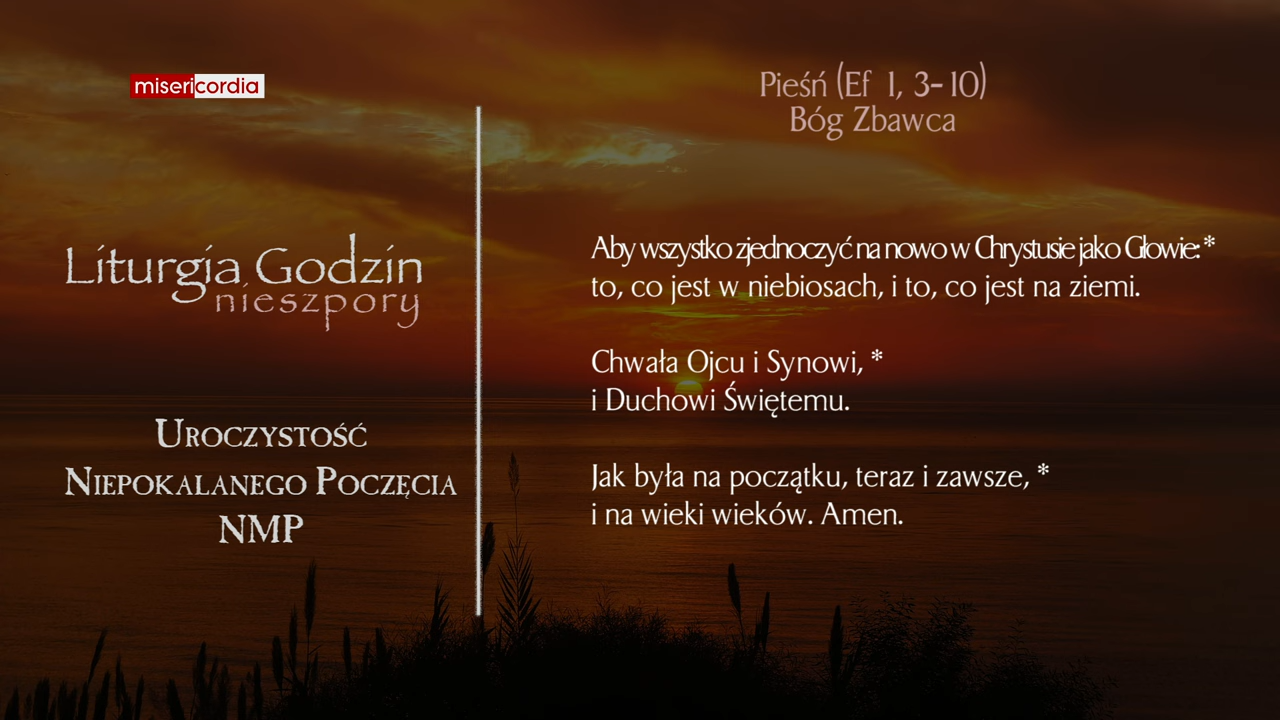 misericordia
Liturgia Godzin
nieszpory
Uroczystość
Niepokalanego Poczęcia
NMP
Pieśń (Ef 1, 3-10)
Bóg Zbawca
Aby wszystko zjednoczyć na nowo w Chrystusie jako Głowie: *
to, co jest w niebiosach, i to, co jest na ziemi.
Chwała Ojcu i Synowi, *
i Duchowi Świętemu.
Jak była na początku, teraz i zawsze, *
i na wieki wieków. Amen.